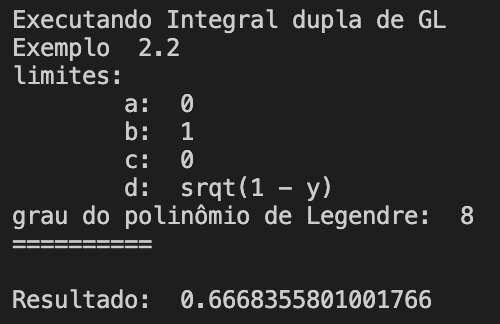 Executando Integral dupla de GL
Exemplo  2.2
limites:
a:  0
b:  1
c:  0
d:  srqt(1 - y)
grau do polinômio de Legendre:  8
==========
Resultado:  0.6668355801001766